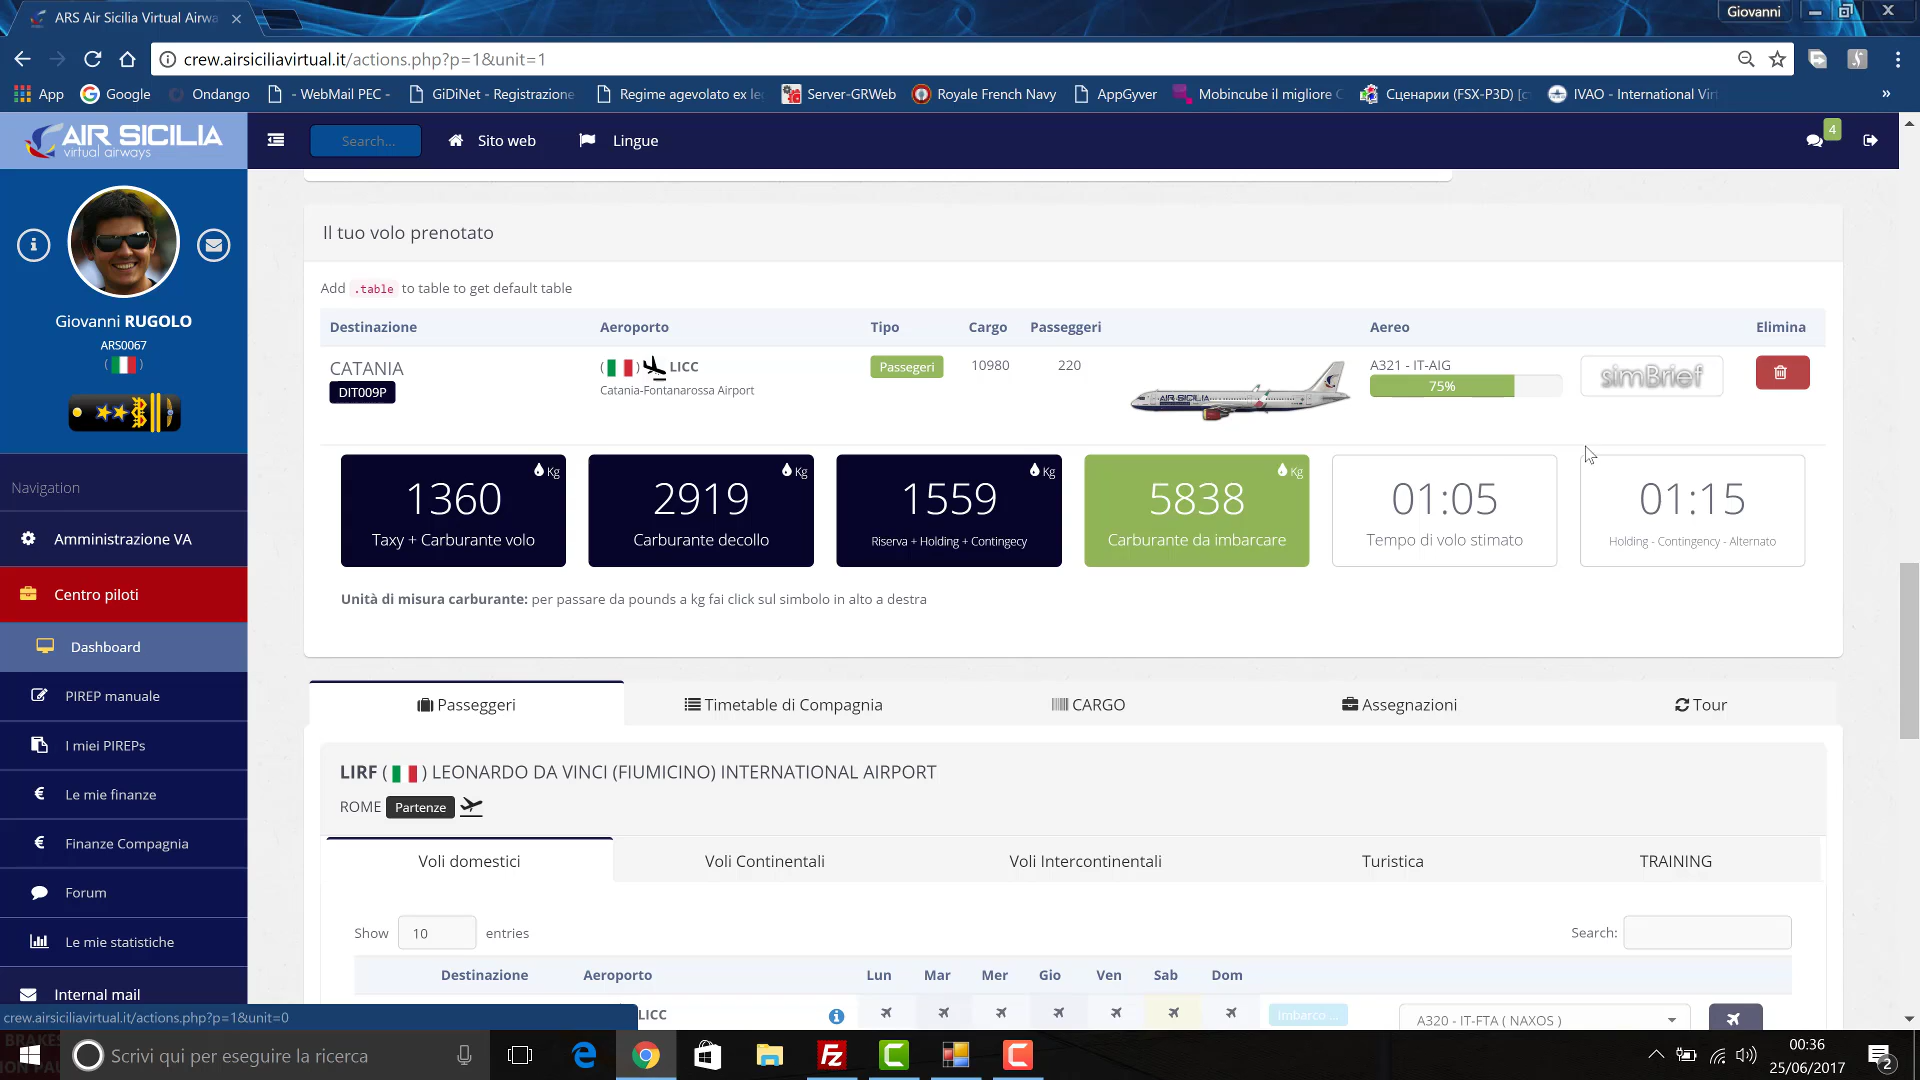 ARS Air Sicilia Virtual Airwa
Giovanni
crew.airsiciliavirtual.it/actions.php?p=1&unit=1
App
Google
Ondango
- WebMail PEC -
GiDiNet - Registrazione
Regime agevolato ex le
Server-GRWeb
Royale French Navy
AppGyver
Mobincube il migliore
Сценарии (FSX-P3D) [
IVAO - International Vir
»
AIR SICILIA
virtual airways
Search...
Sito web
Lingue
4
Giovanni RUGOLO
ARS0067
Navigation
Amministrazione VA
Centro piloti
Dashboard
PIREP manuale
I miei PIREPs
Le mie finanze
Finanze Compagnia
Forum
Le mie statistiche
Internal mail
Il tuo volo prenotato
Add .table to table to get default table
Destinazione Aeroporto Tipo Cargo Passeggeri Aereo Elimina
CATANIA
DIT009P
( ) LICC
Catania-Fontanarossa Airport
Passegeri
10980
220
AIR SICILIA
A321 - IT-AIG
75%
simBrief
Kg
1360
Taxy + Carburante volo
Kg
2919
Carburante decollo
Kg
1559
Riserva + Holding + Contingecy
Kg
5838
Carburante da imbarcare
01:05
Tempo di volo stimato
01:15
Holding - Contingency - Alternato
Unità di misura carburante: per passare da pounds a kg fai click sul simbolo in alto a destra
Passeggeri
Timetable di Compagnia
CARGO
Assegnazioni
Tour
LIRF ( ) LEONARDO DA VINCI (FIUMICINO) INTERNATIONAL AIRPORT
ROME Partenze
Voli domestici
Voli Continentali
Voli Intercontinentali
Turistica
TRAINING
Show 10 entries
Search:
Destinazione Aeroporto Lun Mar Mer Gio Ven Sab Dom
LICC
Imbarco ...
A320 - IT-FTA ( NAXOS )
crew.airsiciliavirtual.it/actions.php?p=1&unit=0
Scrivi qui per eseguire la ricerca
00:36
25/06/2017
2